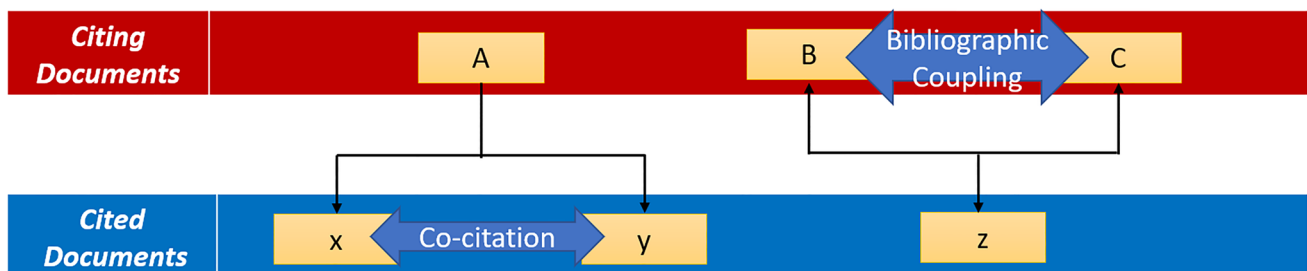 Citing
Documents
A
B
Bibliographic
Coupling
C
Cited
Documents
x
Co-citation
y
z